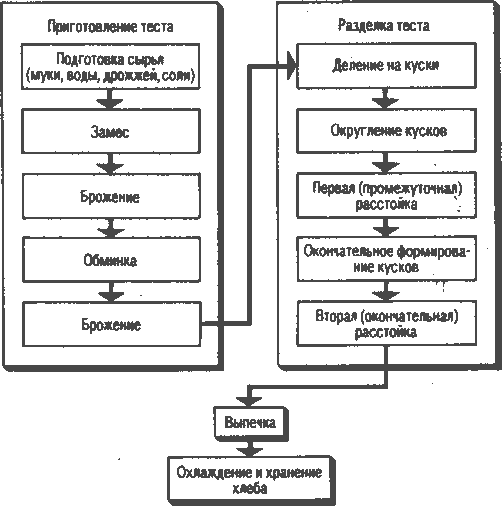 Приготовление теста
Подготовка сырья
(муки, воды, дрожжей, соли)
Замес
Брожение
Обминка
Брожение
Разделка теста
Деление на куски
Округление кусков
Первая (промежуточная)
расстойка
Окончательное формирова-
ние кусков
Вторая (окончательная)
расстойка
Выпечка
Охлаждение и хранение
хлеба